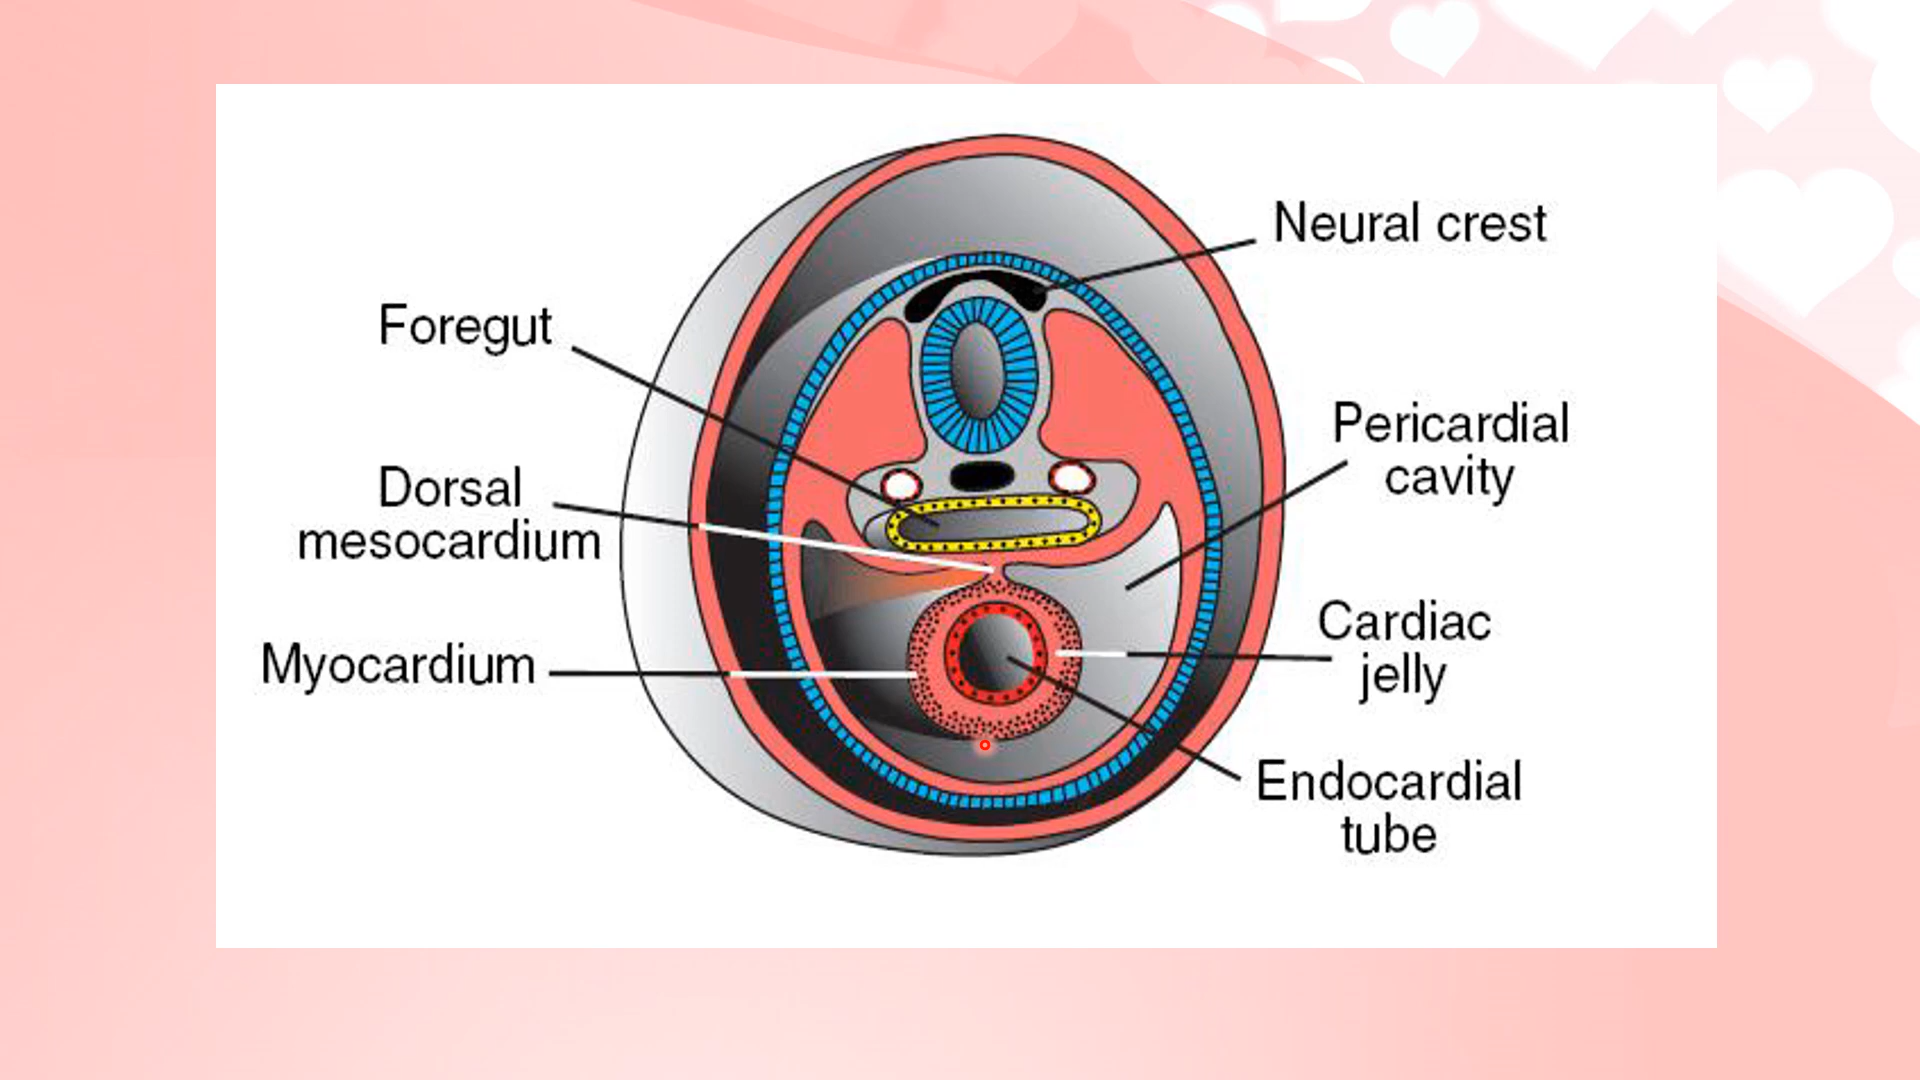 Neural crest
Foregut
Pericardial
cavity
Dorsal
mesocardium
Cardiac
jelly
Myocardium
Endocardial
tube